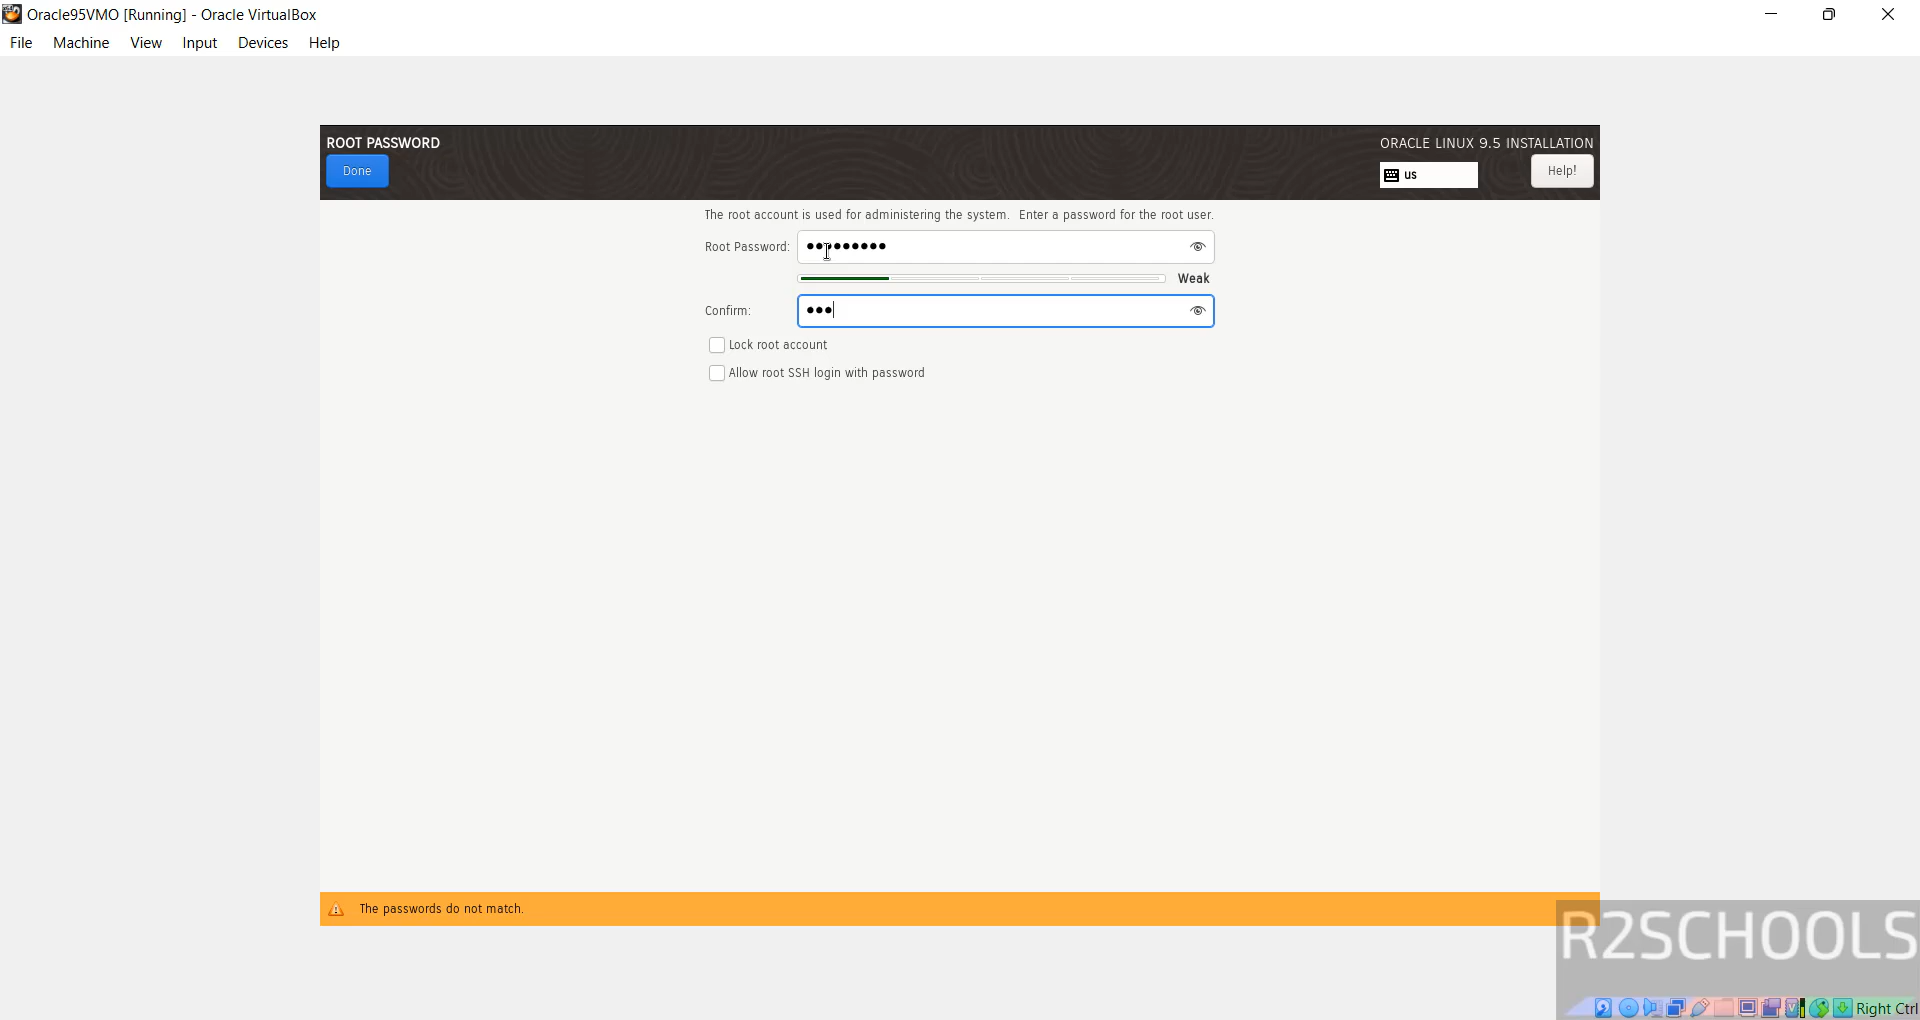 Oracle95VMO [Running] - Oracle VirtualBox
File Machine View Input Devices Help
ROOT PASSWORD
ORACLE LINUX 9.5 INSTALLATION
Done
us
Help!
The root account is used for administering the system. Enter a password for the root user.
Root Password: •••••••••
Weak
Confirm: •••
Lock root account
Allow root SSH login with password
The passwords do not match.
R2SCHOOLS
Right Ctrl